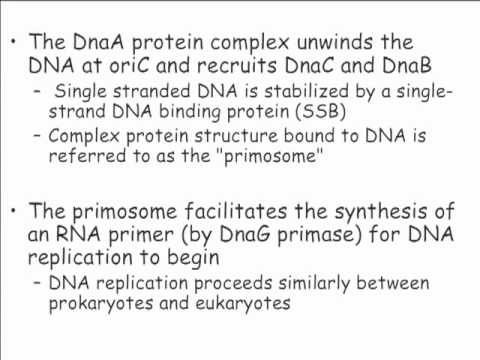 • The DnaA protein complex unwinds the
DNA at oriC and recruits DnaC and DnaB
– Single stranded DNA is stabilized by a single-
strand DNA binding protein (SSB)
– Complex protein structure bound to DNA is
referred to as the "primosome"
• The primosome facilitates the synthesis of
an RNA primer (by DnaG primase) for DNA
replication to begin
– DNA replication proceeds similarly between
prokaryotes and eukaryotes